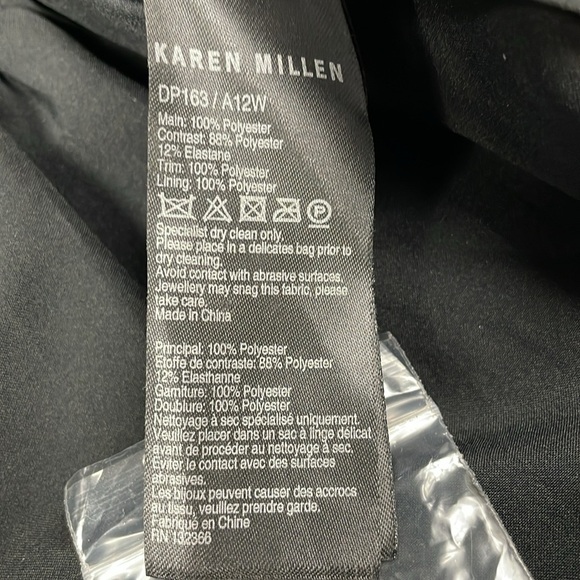 KAREN MILLEN
DP163 / A12W
Main: 100% Polyester
Contrast: 88% Polyester
12% Elastane
Trim: 100% Polyester
Lining: 100% Polyester
P
Specialist dry clean only.
Please place in a delicates bag prior to
dry cleaning.
Avoid contact with abrasive surfaces.
Jewellery may snag this fabric, please
take care.
Made in China
Principal: 100% Polyester
Etoffe de contraste: 88% Polyester
12% Elasthanne
Garniture: 100% Polyester
Doublure: 100% Polyester
Nettoyage à sec spécialisé uniquement.
Veuillez placer dans un sac à linge délicat
avant de procéder au nettoyage à sec.
Eviter le contact avec des surfaces
abrasives.
Les bijoux peuvent causer des accrocs
au tissu, veuillez prendre garde.
Fabriqué en Chine
RN 132366